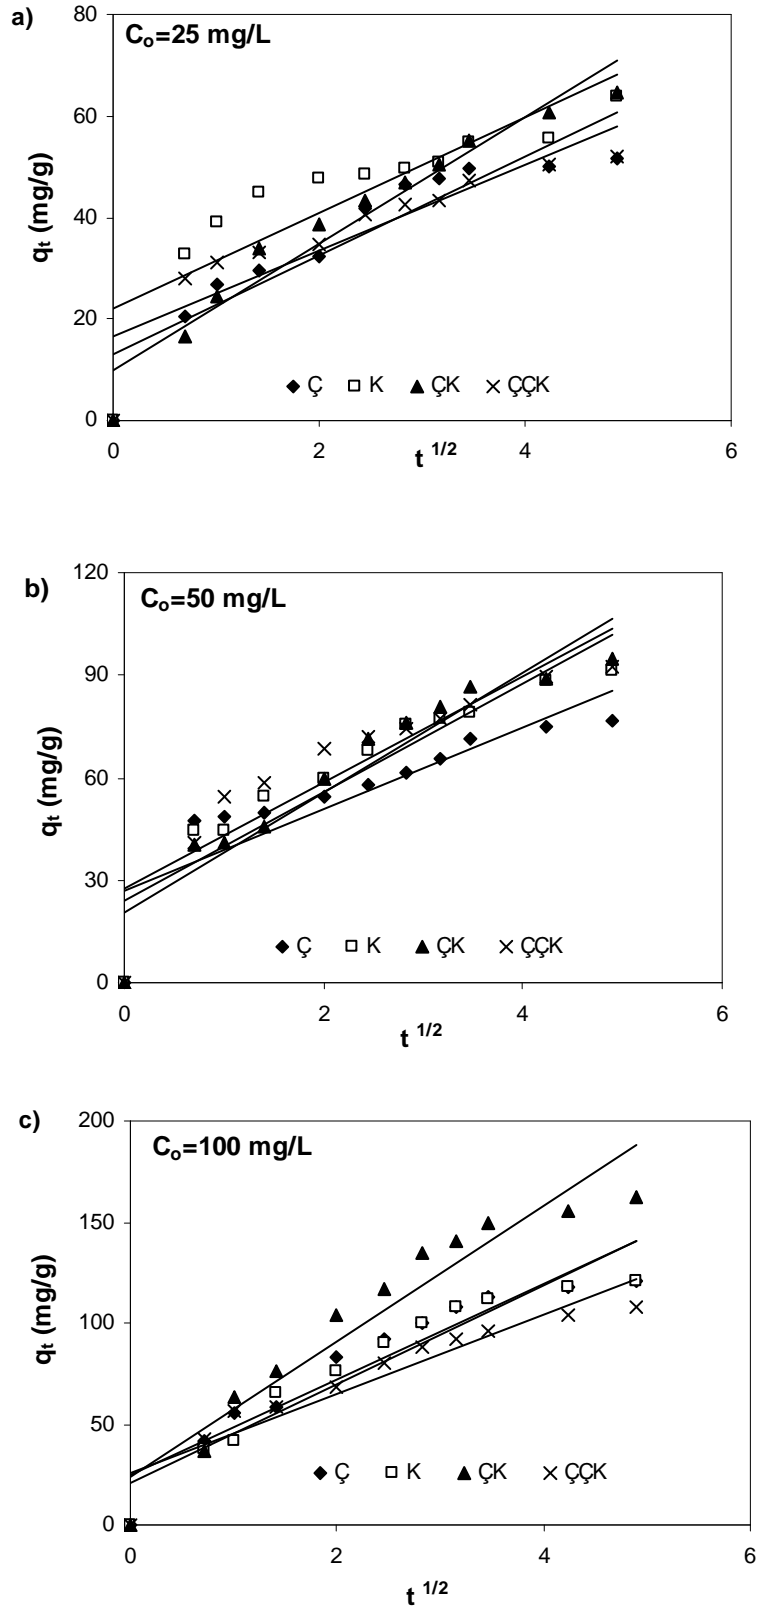 a)
C₀=25 mg/L
80
60
40
20
0
qt (mg/g)
Ç K ÇK ÇÇK
0 2 4 6
t 1/2
b)
Co=50 mg/L
120
90
60
30
0
qt (mg/g)
Ç K ÇK ÇÇK
0 2 4 6
t 1/2
c)
Co=100 mg/L
200
150
100
50
0
qt (mg/g)
Ç K ÇK ÇÇK
0 2 4 6
t 1/2